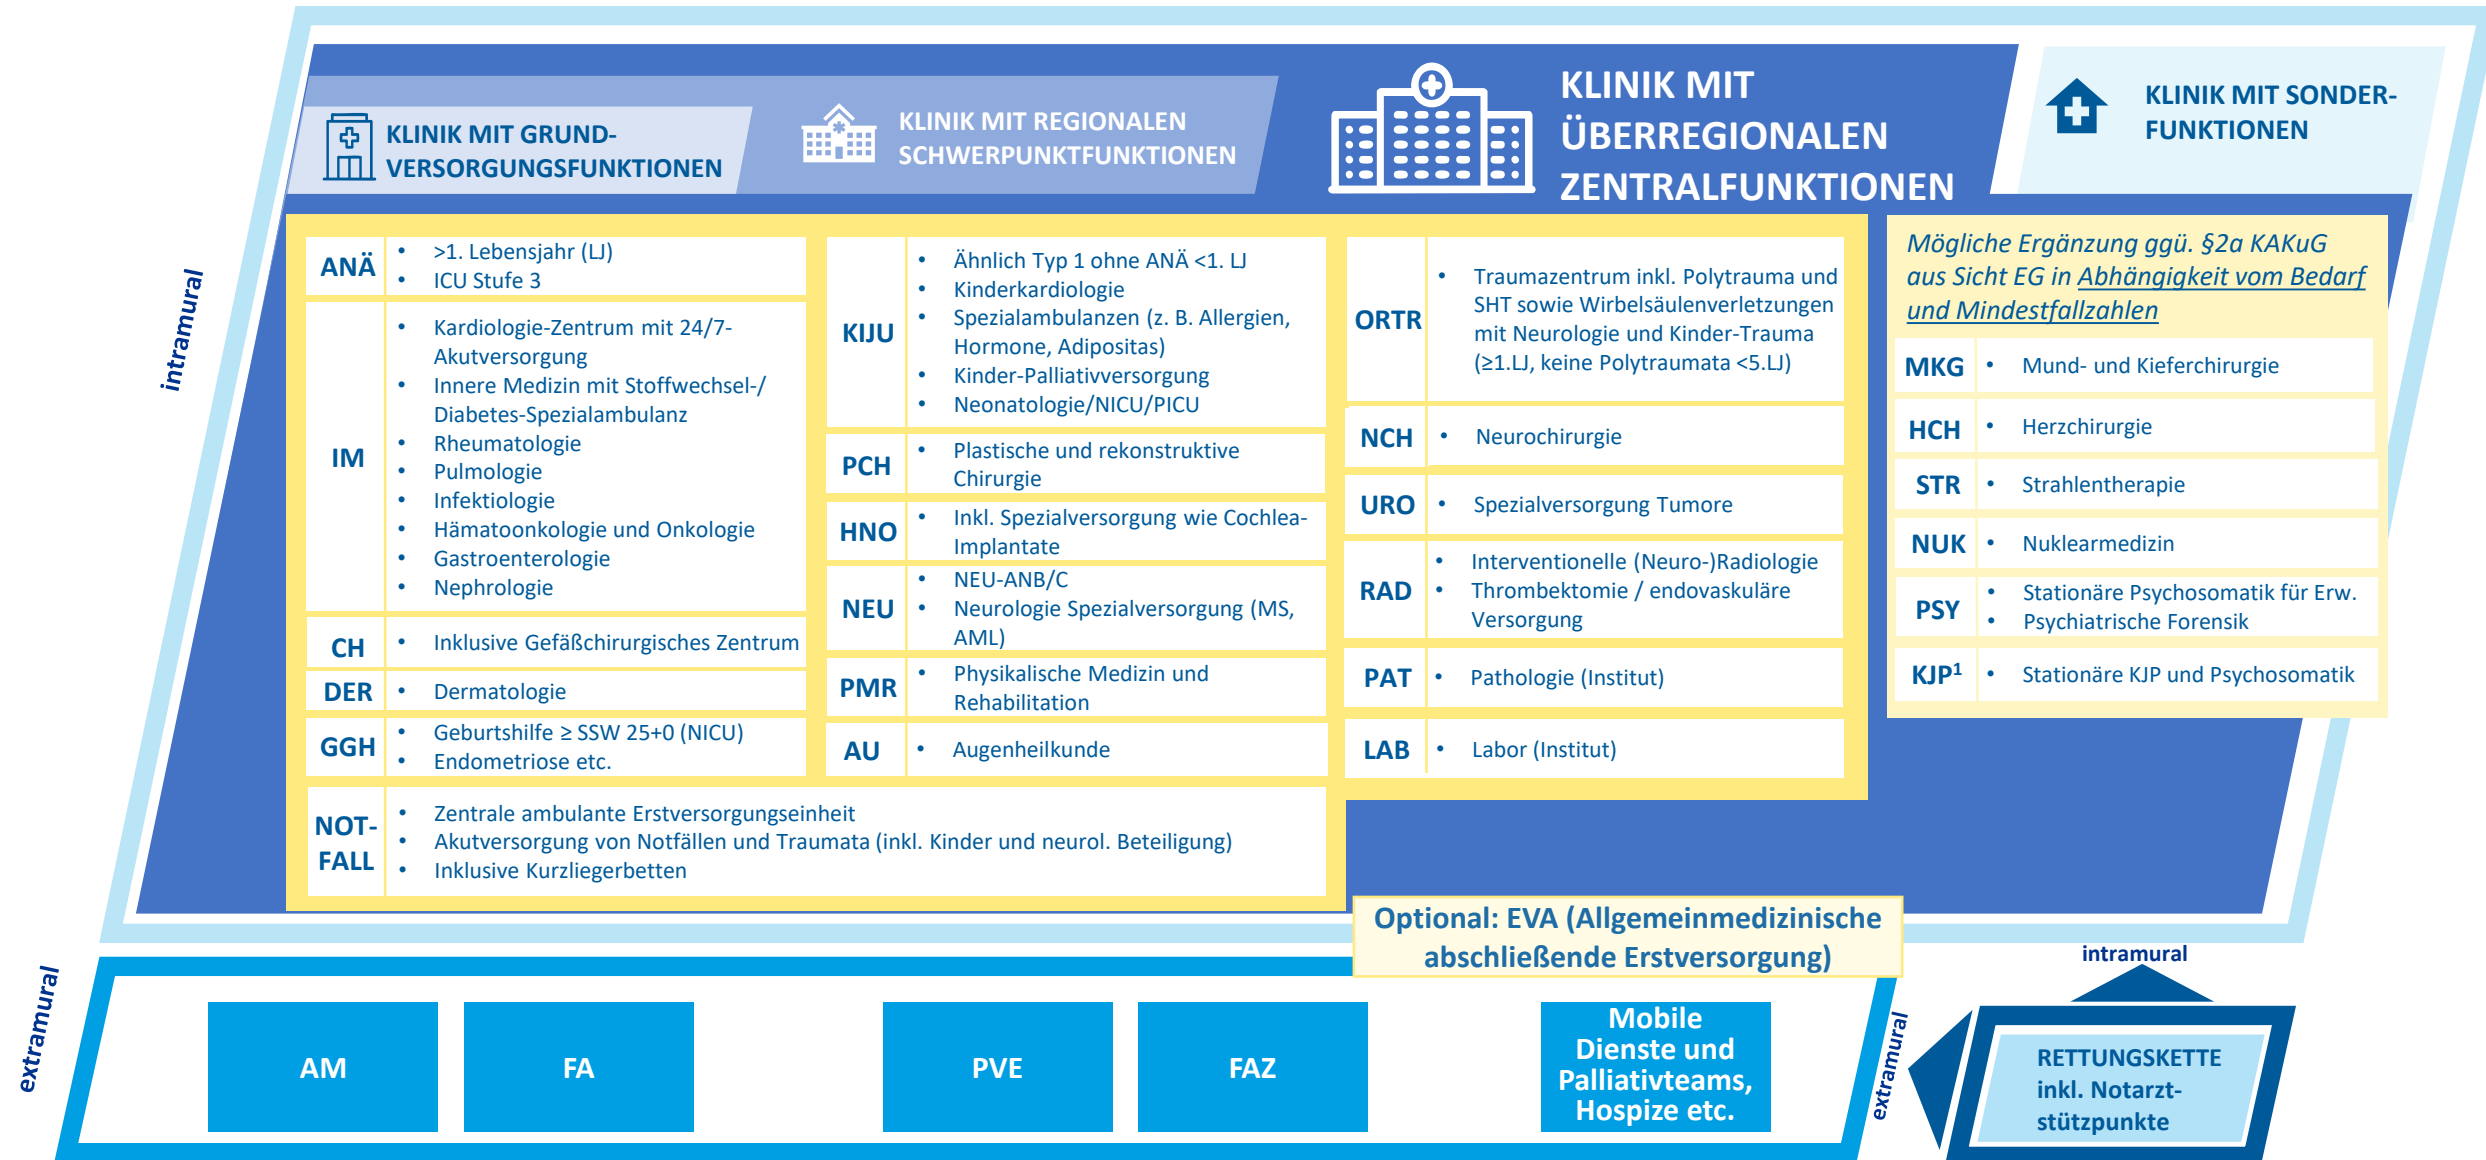 KLINIK MIT GRUND-
VERSORGUNGSFUNKTIONEN
KLINIK MIT REGIONALEN
SCHWERPUNKTFUNKTIONEN
KLINIK MIT
ÜBERREGIONALEN
ZENTRALFUNKTIONEN
KLINIK MIT SONDER-
FUNKTIONEN
intramural
ANÄ
• >1. Lebensjahr (LJ)
• ICU Stufe 3
IM
• Kardiologie-Zentrum mit 24/7-
Akutversorgung
• Innere Medizin mit Stoffwechsel-/
Diabetes-Spezialambulanz
• Rheumatologie
• Pulmologie
• Infektiologie
• Hämatoonkologie und Onkologie
• Gastroenterologie
• Nephrologie
CH
• Inklusive Gefäßchirurgisches Zentrum
DER
• Dermatologie
GGH
• Geburtshilfe ≥ SSW 25+0 (NICU)
• Endometriose etc.
NOT-
FALL
• Zentrale ambulante Erstversorgungseinheit
• Akutversorgung von Notfällen und Traumata (inkl. Kinder und neurol. Beteiligung)
• Inklusive Kurzliegerbetten
KIJU
• Ähnlich Typ 1 ohne ANÄ <1. LJ
• Kinderkardiologie
• Spezialambulanzen (z. B. Allergien,
Hormone, Adipositas)
• Kinder-Palliativversorgung
• Neonatologie/NICU/PICU
PCH
• Plastische und rekonstruktive
Chirurgie
HNO
• Inkl. Spezialversorgung wie Cochlea-
Implantate
NEU
• NEU-ANB/C
• Neurologie Spezialversorgung (MS,
AML)
PMR
• Physikalische Medizin und
Rehabilitation
AU
• Augenheilkunde
ORTR
• Traumazentrum inkl. Polytrauma und
SHT sowie Wirbelsäulenverletzungen
mit Neurologie und Kinder-Trauma
(≥1.LJ, keine Polytraumata <5.LJ)
NCH
• Neurochirurgie
URO
• Spezialversorgung Tumore
RAD
• Interventionelle (Neuro-)Radiologie
• Thrombektomie / endovaskuläre
Versorgung
PAT
• Pathologie (Institut)
LAB
• Labor (Institut)
Mögliche Ergänzung ggü. §2a KAKuG
aus Sicht EG in Abhängigkeit vom Bedarf
und Mindestfallzahlen
MKG
• Mund- und Kieferchirurgie
HCH
• Herzchirurgie
STR
• Strahlentherapie
NUK
• Nuklearmedizin
PSY
• Stationäre Psychosomatik für Erw.
• Psychiatrische Forensik
KJP¹
• Stationäre KJP und Psychosomatik
Optional: EVA (Allgemeinmedizinische
abschließende Erstversorgung)
extramural
AM
FA
PVE
FAZ
Mobile
Dienste und
Palliativteams,
Hospize etc.
intramural
extramural
RETTUNGSKETTE
inkl. Notarzt-
stützpunkte